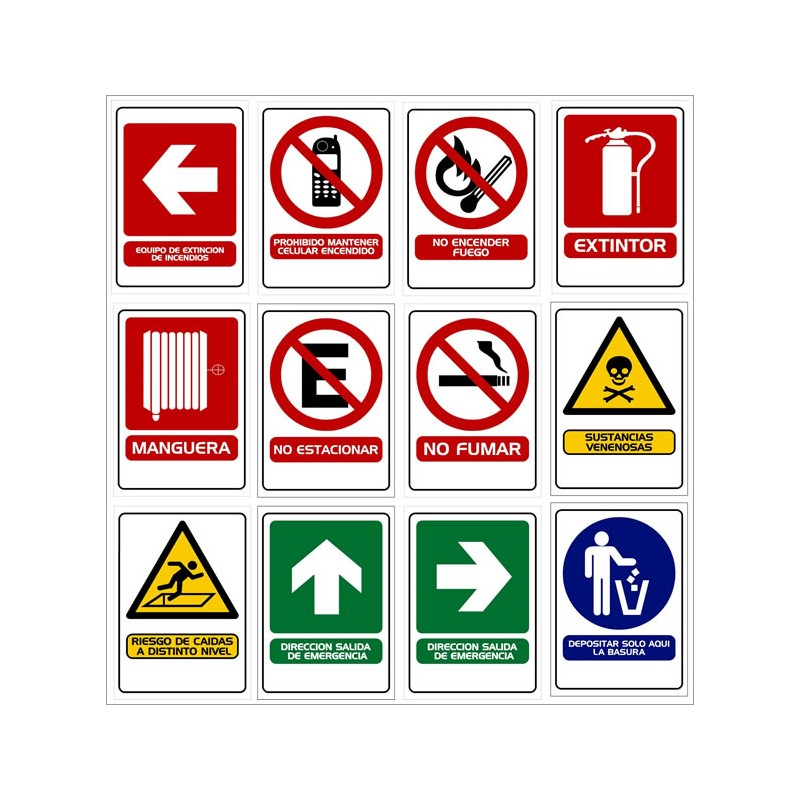 EQUIPO DE EXTINCION
DE INCENDIOS
PROHIBIDO MANTENER
CELULAR ENCENDIDO
NO ENCENDER
FUEGO
EXTINTOR
MANGUERA
E
NO ESTACIONAR
NO FUMAR
SUSTANCIAS
VENENOSAS
RIESGO DE CAIDAS
A DISTINTO NIVEL
DIRECCION SALIDA
DE EMERGENCIA
DIRECCION SALIDA
DE EMERGENCIA
DEPOSITAR SOLO AQUI
LA BASURA